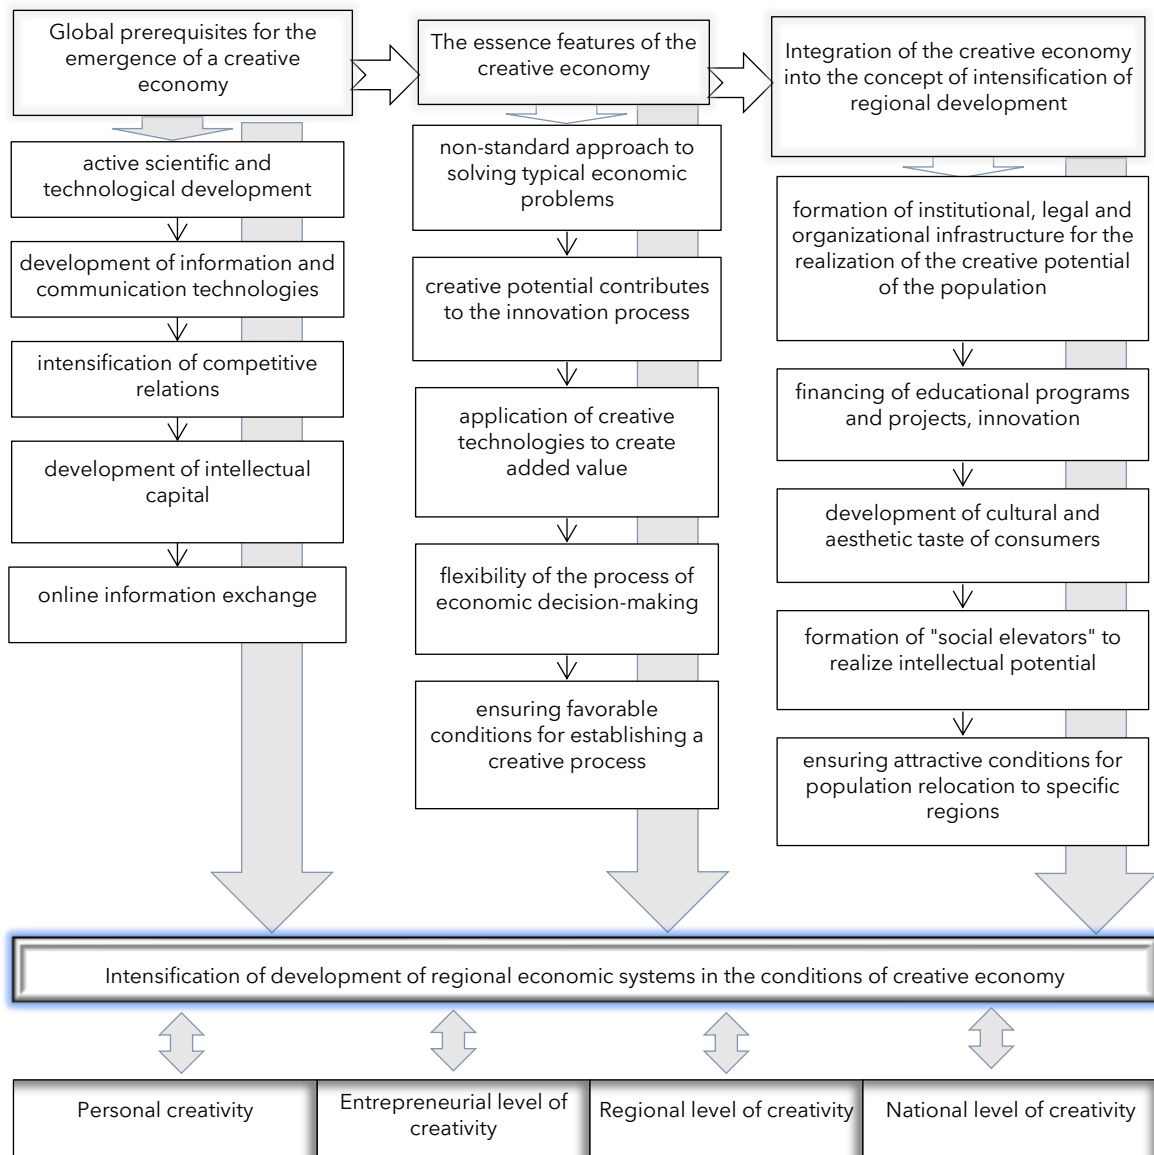 Global prerequisites for the
emergence of a creative
economy
The essence features of the
creative economy
Integration of the creative economy
into the concept of intensification of
regional development
active scientific and
technological development
development of information and
communication technologies
intensification of competitive
relations
development of intellectual
capital
online information exchange
non-standard approach to
solving typical economic
problems
creative potential contributes
to the innovation process
application of creative
technologies to create
added value
flexibility of the process of
economic decision-making
ensuring favorable
conditions for establishing a
creative process
formation of institutional, legal and
organizational infrastructure for the
realization of the creative potential
of the population
financing of educational programs
and projects, innovation
development of cultural and
aesthetic taste of consumers
formation of "social elevators" to
realize intellectual potential
ensuring attractive conditions for
population relocation to specific
regions
Intensification of development of regional economic systems in the conditions of creative economy
Personal creativity
Entrepreneurial level of
creativity
Regional level of creativity
National level of creativity